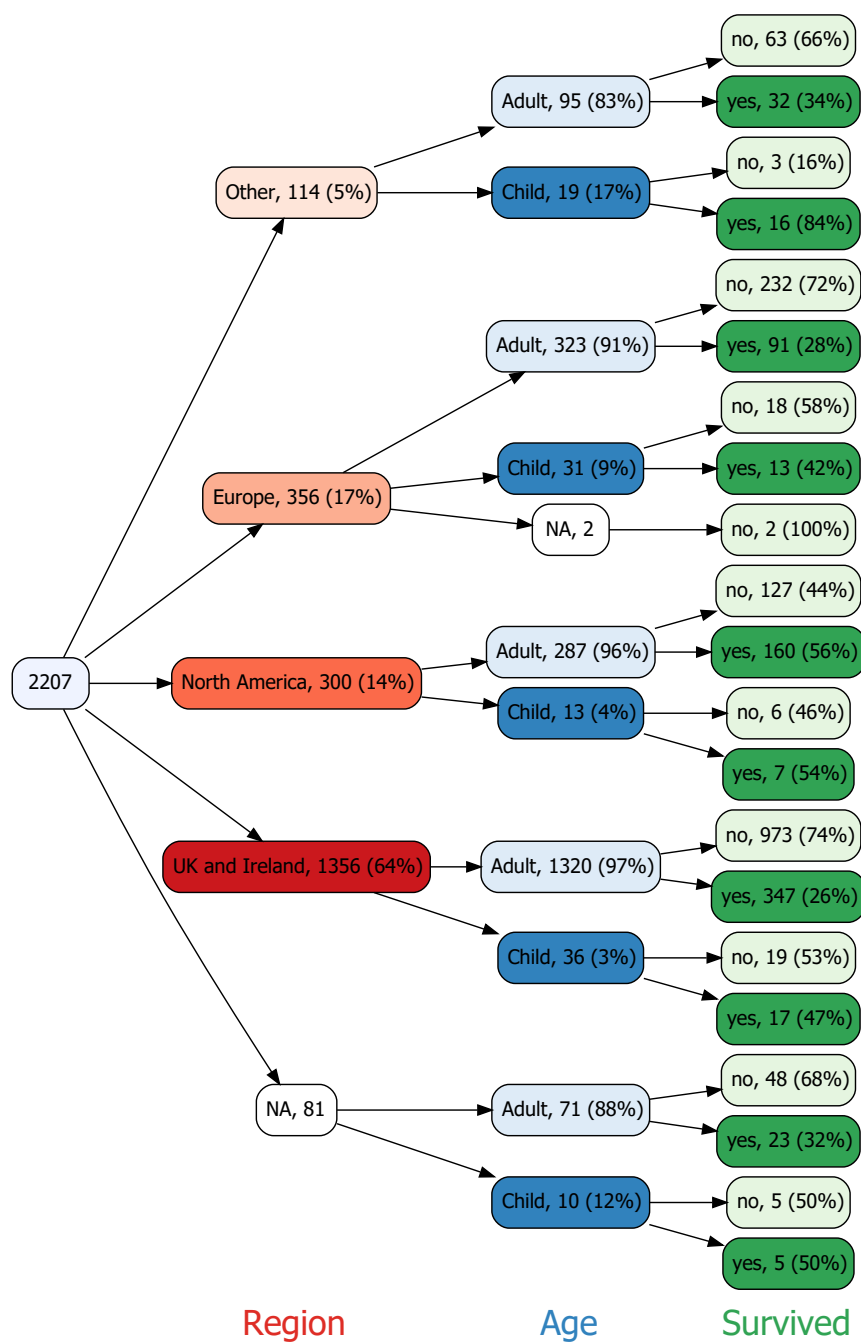 no, 63 (66%)
Adult, 95 (83%)
yes, 32 (34%)
no, 3 (16%)
Other, 114 (5%)
Child, 19 (17%)
yes, 16 (84%)
no, 232 (72%)
Adult, 323 (91%)
yes, 91 (28%)
no, 18 (58%)
Child, 31 (9%)
yes, 13 (42%)
Europe, 356 (17%)
NA, 2
no, 2 (100%)
no, 127 (44%)
Adult, 287 (96%)
yes, 160 (56%)
2207
North America, 300 (14%)
Child, 13 (4%)
no, 6 (46%)
yes, 7 (54%)
no, 973 (74%)
UK and Ireland, 1356 (64%)
Adult, 1320 (97%)
yes, 347 (26%)
Child, 36 (3%)
no, 19 (53%)
yes, 17 (47%)
no, 48 (68%)
NA, 81
Adult, 71 (88%)
yes, 23 (32%)
Child, 10 (12%)
no, 5 (50%)
yes, 5 (50%)
Region
Age
Survived